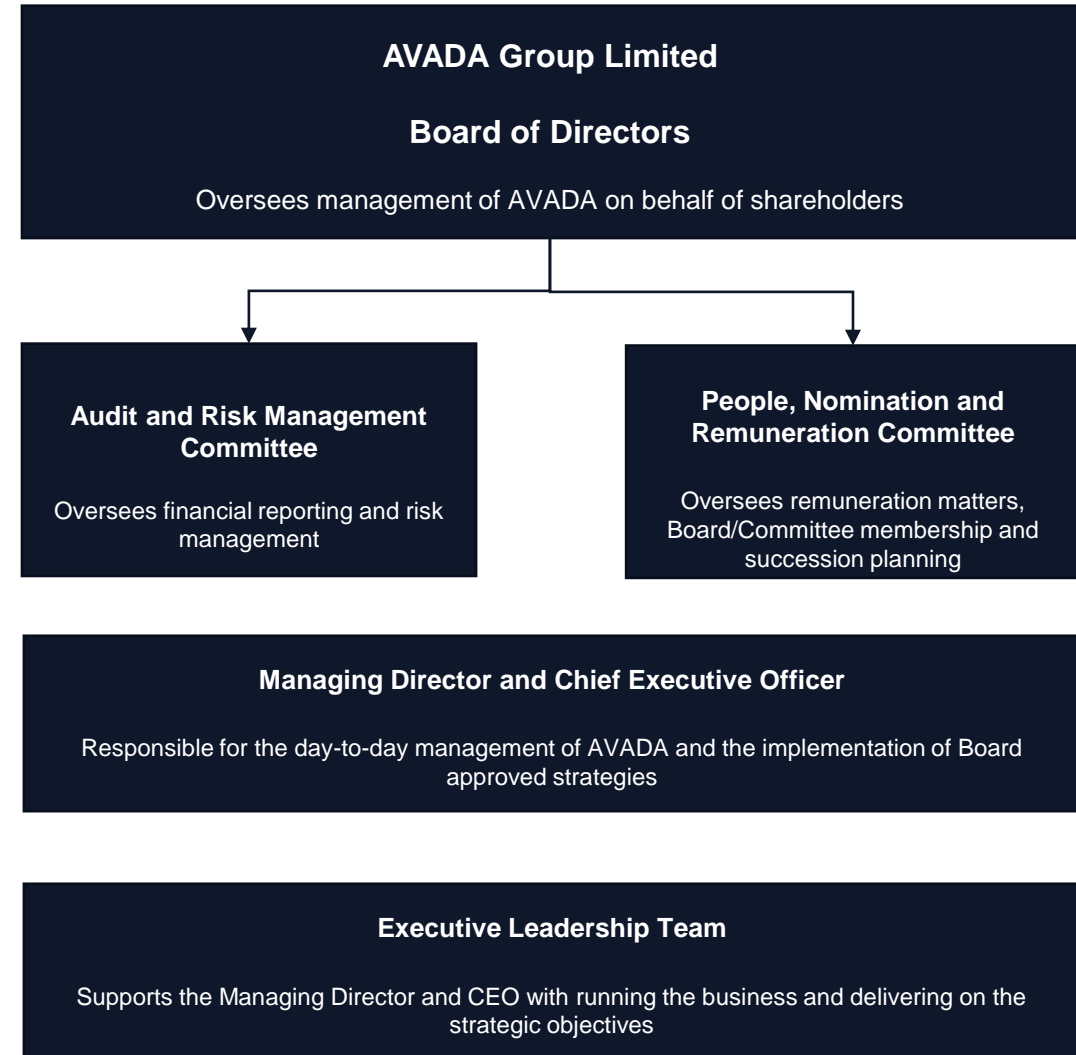 AVADA Group Limited
Board of Directors
Oversees management of AVADA on behalf of shareholders
Audit and Risk Management
Committee
Oversees financial reporting and risk
management
People, Nomination and
Remuneration Committee
Oversees remuneration matters,
Board/Committee membership and
succession planning
Managing Director and Chief Executive Officer
Responsible for the day-to-day management of AVADA and the implementation of Board
approved strategies
Executive Leadership Team
Supports the Managing Director and CEO with running the business and delivering on the
strategic objectives